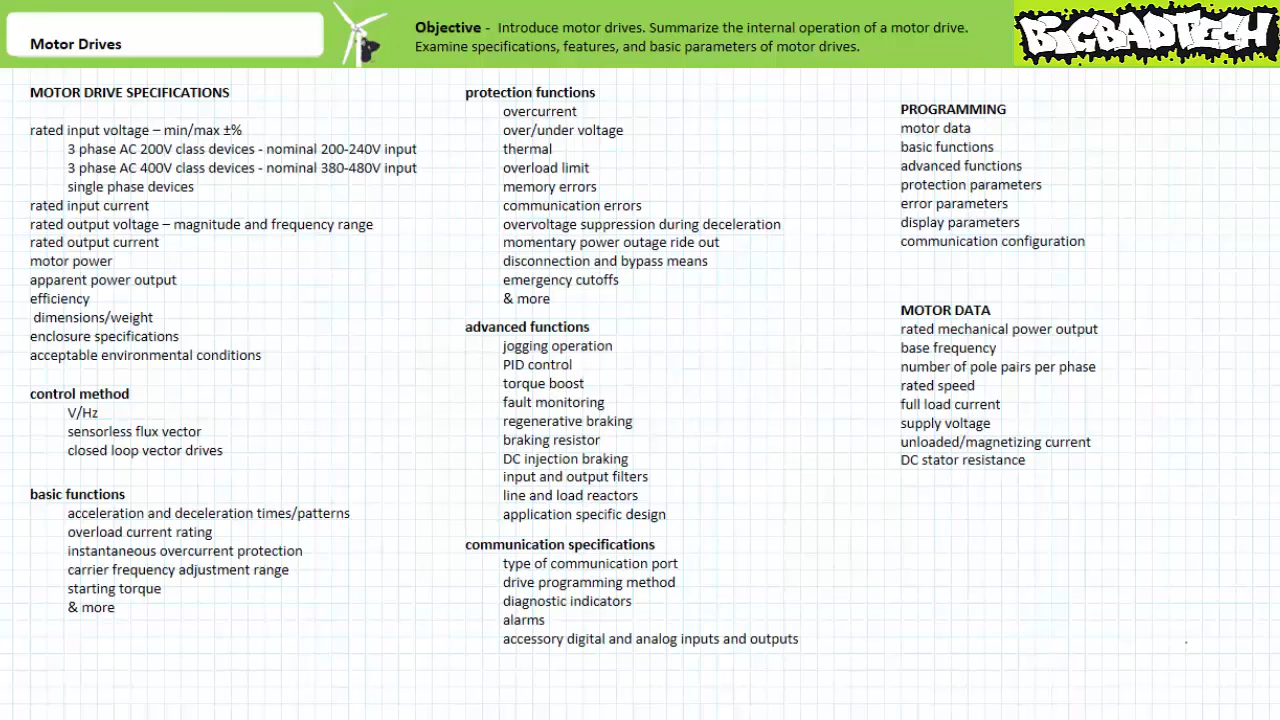 Motor Drives
Objective - Introduce motor drives. Summarize the internal operation of a motor drive.
Examine specifications, features, and basic parameters of motor drives.
BIGBADTECH
MOTOR DRIVE SPECIFICATIONS
rated input voltage – min/max ±%
3 phase AC 200V class devices - nominal 200-240V input
3 phase AC 400V class devices - nominal 380-480V input
single phase devices
rated input current
rated output voltage – magnitude and frequency range
rated output current
motor power
apparent power output
efficiency
dimensions/weight
enclosure specifications
acceptable environmental conditions
control method
V/Hz
sensorless flux vector
closed loop vector drives
basic functions
acceleration and deceleration times/patterns
overload current rating
instantaneous overcurrent protection
carrier frequency adjustment range
starting torque
& more
protection functions
overcurrent
over/under voltage
thermal
overload limit
memory errors
communication errors
overvoltage suppression during deceleration
momentary power outage ride out
disconnection and bypass means
emergency cutoffs
& more
advanced functions
jogging operation
PID control
torque boost
fault monitoring
regenerative braking
braking resistor
DC injection braking
input and output filters
line and load reactors
application specific design
communication specifications
type of communication port
drive programming method
diagnostic indicators
alarms
accessory digital and analog inputs and outputs
PROGRAMMING
motor data
basic functions
advanced functions
protection parameters
error parameters
display parameters
communication configuration
MOTOR DATA
rated mechanical power output
base frequency
number of pole pairs per phase
rated speed
full load current
supply voltage
unloaded/magnetizing current
DC stator resistance